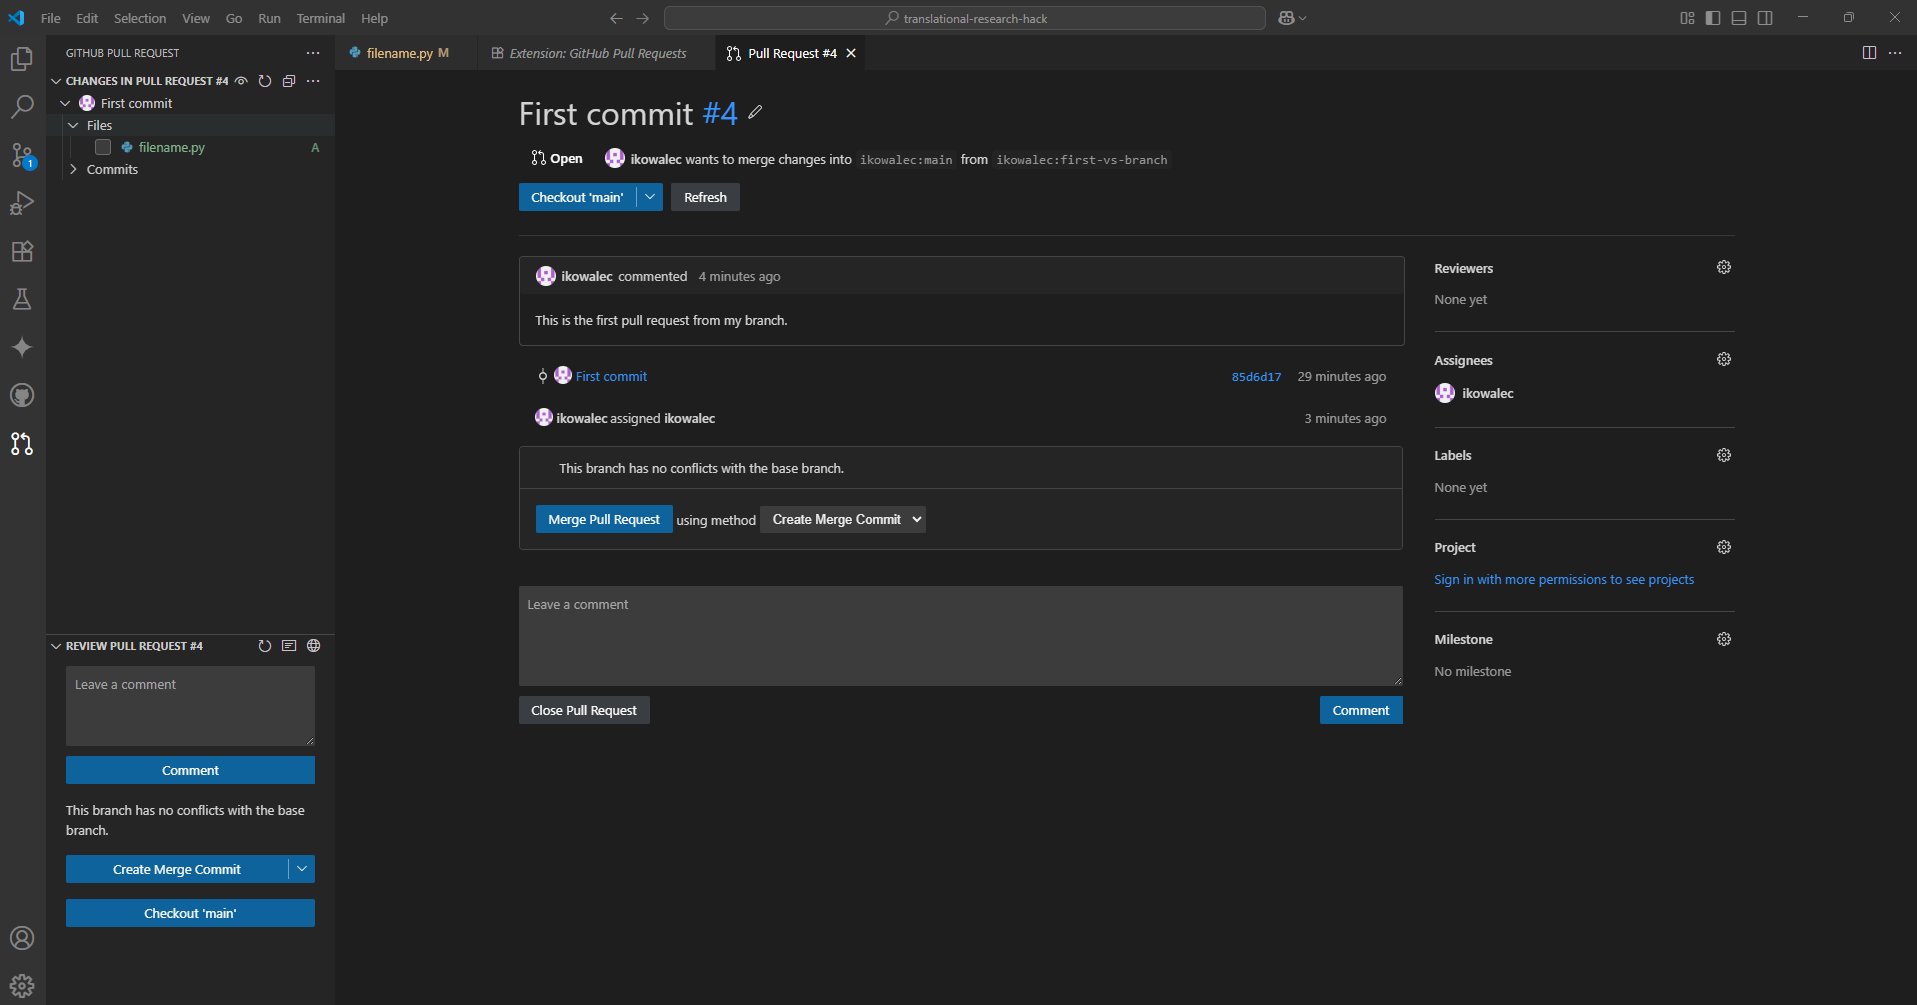 File Edit Selection View Go Run Terminal Help
translational-research-hack
GITHUB PULL REQUEST
CHANGES IN PULL REQUEST #4
First commit
Files
filename.py A
Commits
1
filename.py M
Extension: GitHub Pull Requests
Pull Request #4
First commit #4
Open
ikowalec wants to merge changes into ikowalec:main from ikowalec:first-vs-branch
Checkout 'main'
Refresh
ikowalec commented 4 minutes ago
This is the first pull request from my branch.
First commit 85d6d17 29 minutes ago
ikowalec assigned ikowalec 3 minutes ago
This branch has no conflicts with the base branch.
Merge Pull Request using method Create Merge Commit
Leave a comment
Close Pull Request
Comment
Reviewers
None yet
Assignees
ikowalec
Labels
None yet
Project
Sign in with more permissions to see projects
Milestone
No milestone
REVIEW PULL REQUEST #4
Leave a comment
Comment
This branch has no conflicts with the base
branch.
Create Merge Commit
Checkout 'main'